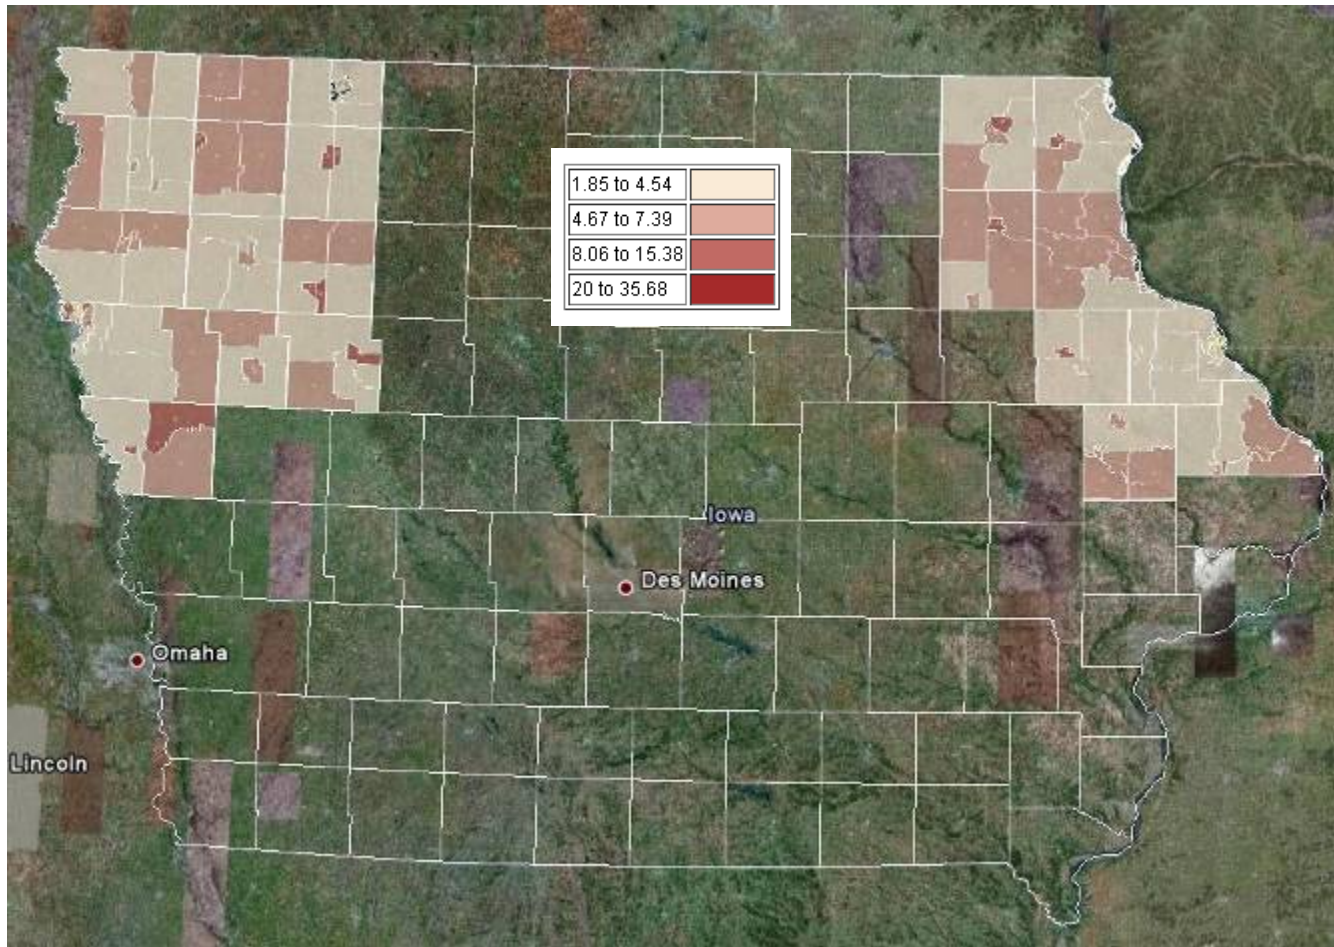 1.85 to 4.54
4.67 to 7.39
8.06 to 15.38
20 to 35.68
Iowa
Des Moines
Omaha
Lincoln